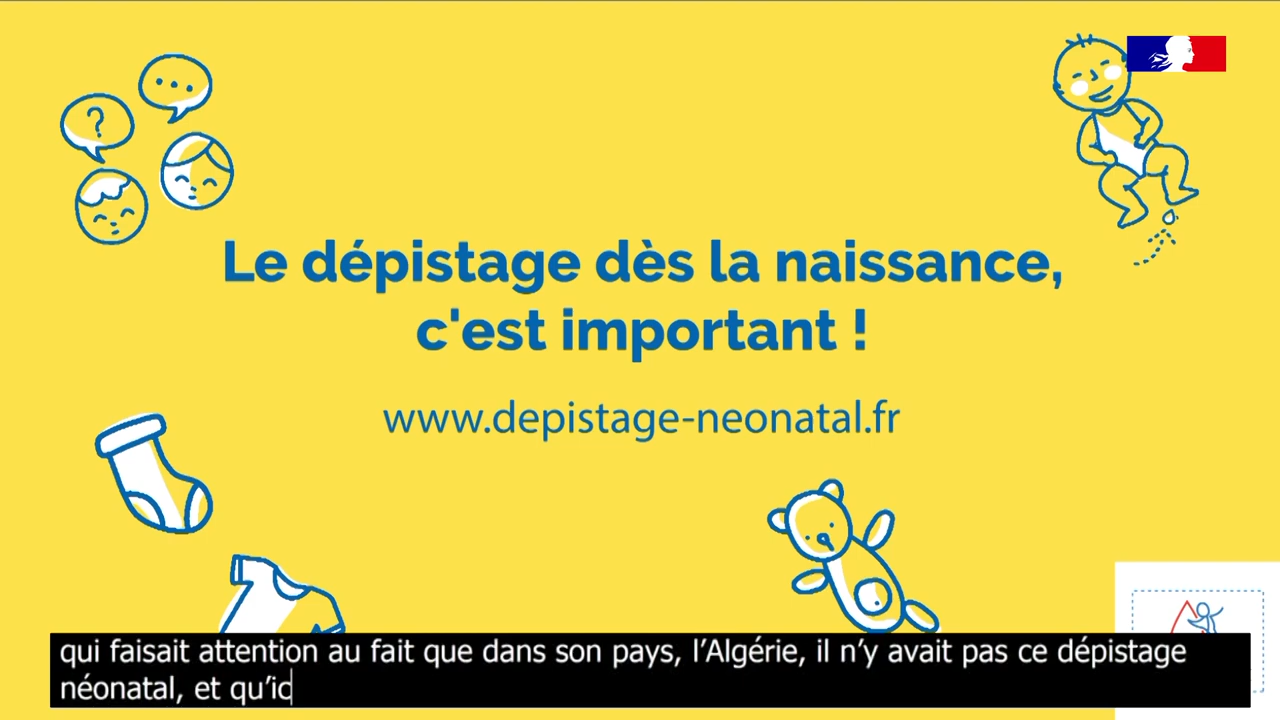 ?
...
Le dépistage dès la naissance,
c'est important !
www.depistage-neonatal.fr
qui faisait attention au fait que dans son pays, l’Algérie, il n’y avait pas ce dépistage
néonatal, et qu’ic